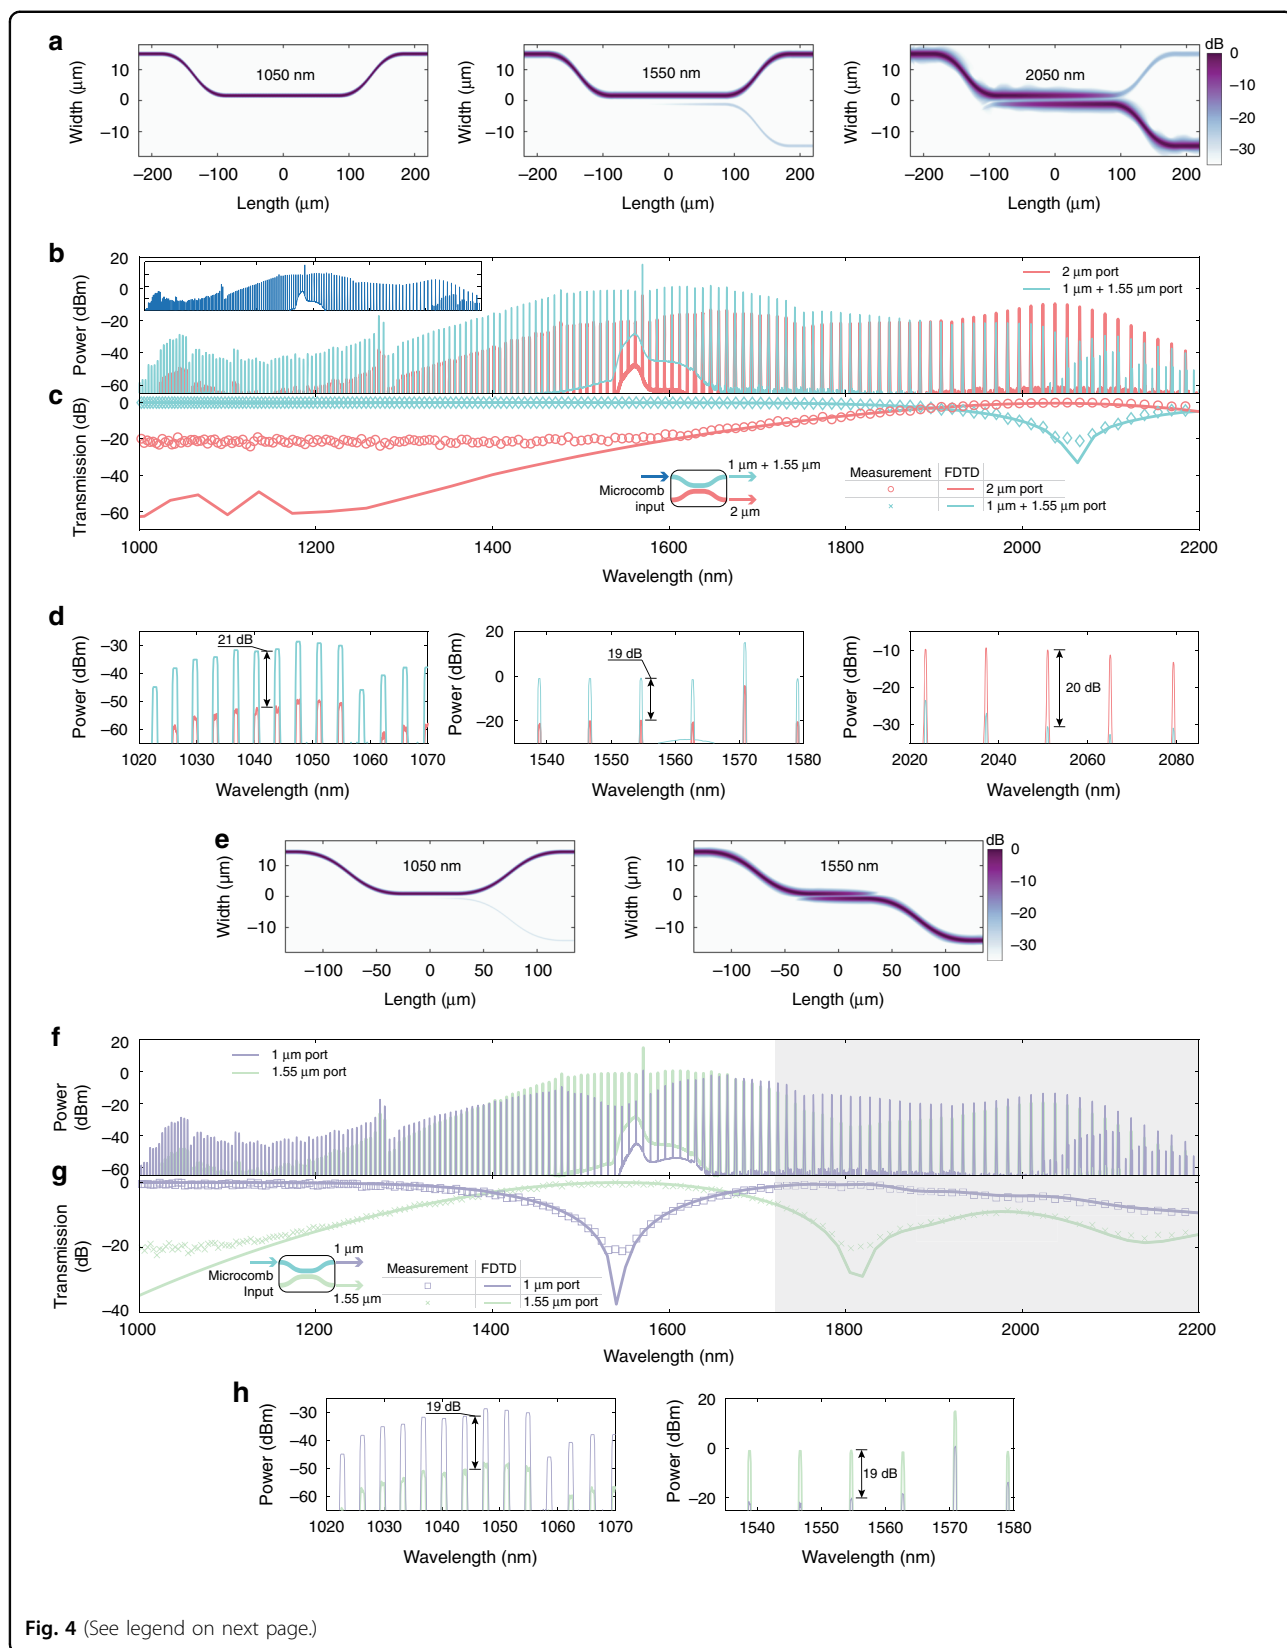 a
Width (μm)
10
0
−10
1050 nm
−200 −100 0 100 200
Length (μm)
Width (μm)
10
0
−10
1550 nm
−200 −100 0 100 200
Length (μm)
Width (μm)
10
0
−10
2050 nm
−200 −100 0 100 200
Length (μm)
dB
0
−10
−20
−30
b
Power (dBm)
20
0
−20
−40
−60
2 μm port
1 μm + 1.55 μm port
c
Transmission (dB)
0
−20
−40
−60
Microcomb
input
1 μm + 1.55 μm
2 μm
Measurement FDTD
2 μm port
1 μm + 1.55 μm port
1000 1200 1400 1600 1800 2000 2200
Wavelength (nm)
d
Power (dBm)
−30
−40
−50
−60
21 dB
1020 1030 1040 1050 1060 1070
Wavelength (nm)
Power (dBm)
20
0
−20
19 dB
1540 1550 1560 1570 1580
Wavelength (nm)
Power (dBm)
−10
−20
−30
20 dB
2020 2040 2060 2080
Wavelength (nm)
e
Width (μm)
10
0
−10
1050 nm
−100 −50 0 50 100
Length (μm)
Width (μm)
10
0
−10
1550 nm
−100 −50 0 50 100
Length (μm)
dB
0
−10
−20
−30
f
Power
(dBm)
20
0
−20
−40
−60
1 μm port
1.55 μm port
g
Transmission
(dB)
0
−20
−40
Microcomb
Input
1 μm
1.55 μm
Measurement FDTD
1 μm port
1.55 μm port
1000 1200 1400 1600 1800 2000 2200
Wavelength (nm)
h
Power (dBm)
−30
−40
−50
−60
19 dB
1020 1030 1040 1050 1060 1070
Wavelength (nm)
Power (dBm)
20
0
−20
19 dB
1540 1550 1560 1570 1580
Wavelength (nm)
Fig. 4 (See legend on next page.)